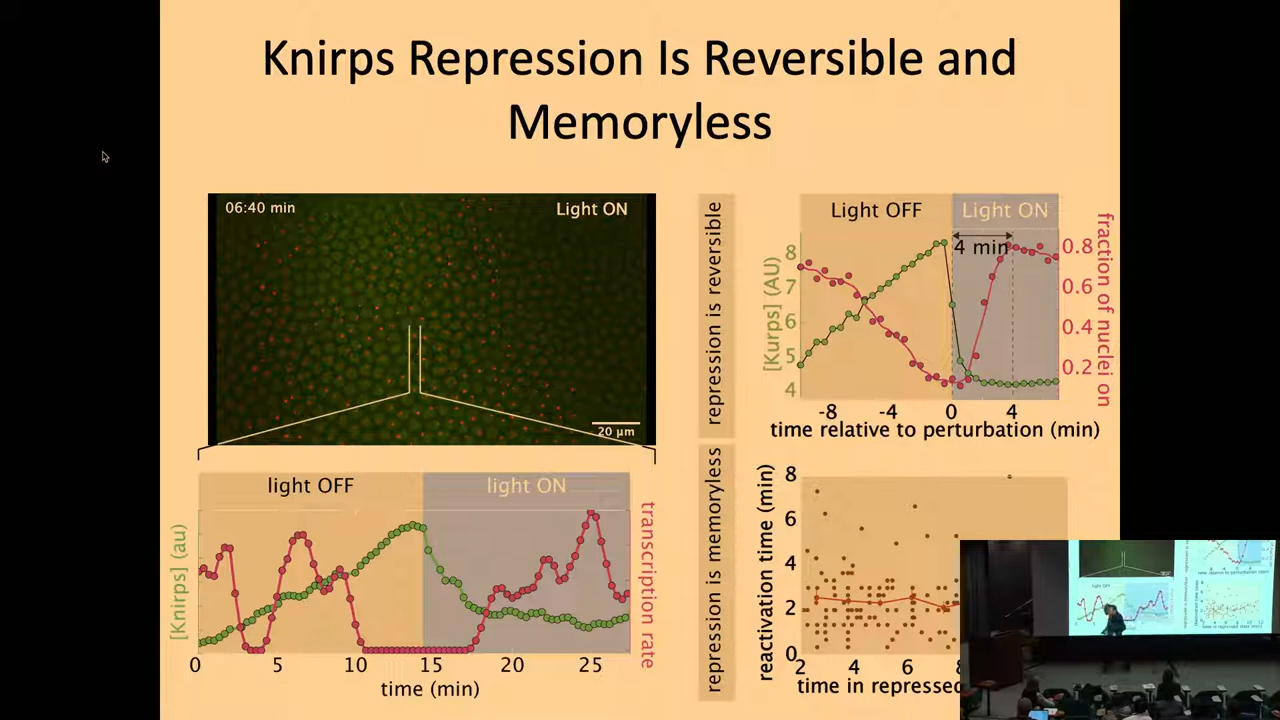 Knirps Repression Is Reversible and
Memoryless
06:40 min
Light ON
20 µm
light OFF
light ON
[Knirps] (au)
transcription rate
0 5 10 15 20 25
time (min)
repression is reversible
Light OFF
Light ON
4 min
[Kurps] (AU)
8
7
6
5
4
0.8
0.6
0.4
0.2
fraction of nuclei on
-8 -4 0 4
time relative to perturbation (min)
repression is memoryless
reactivation time (min)
8
6
4
2
0
2 4 6
time in repressed